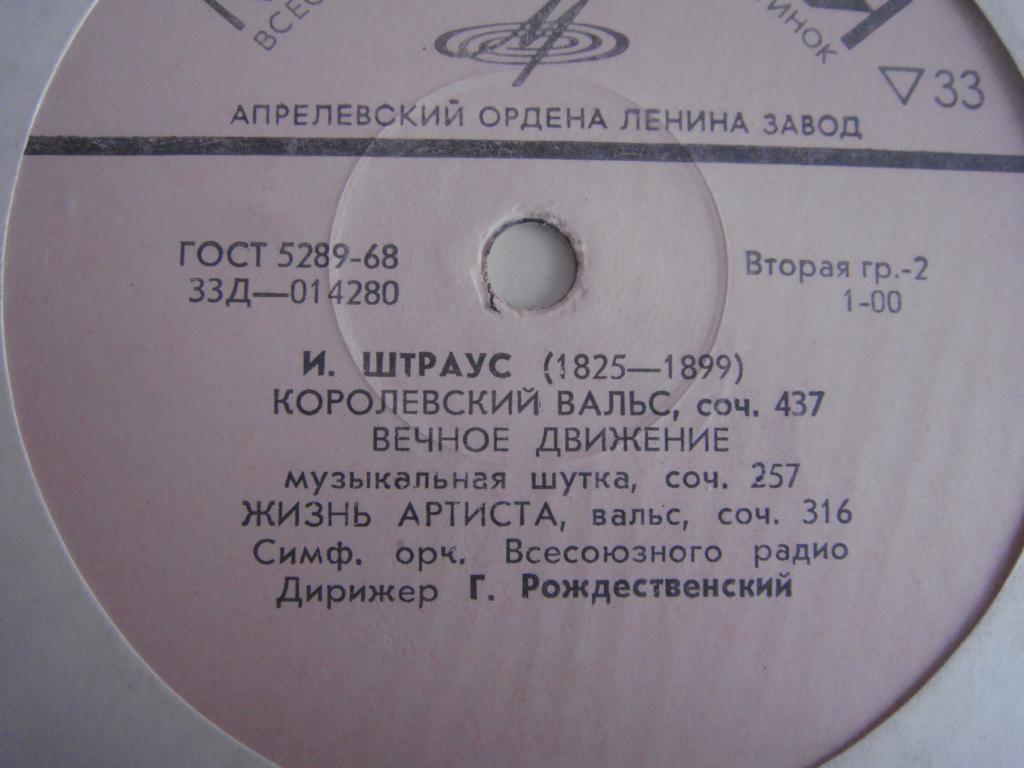 ▽33
АПРЕЛЕВСКИЙ ОРДЕНА ЛЕНИНА ЗАВОД
ГОСТ 5289-68
33Д—014280
Вторая гр.-2
1-00
И. ШТРАУС (1825—1899)
КОРОЛЕВСКИЙ ВАЛЬС, соч. 437
ВЕЧНОЕ ДВИЖЕНИЕ
музыкальная шутка, соч. 257
ЖИЗНЬ АРТИСТА, вальс, соч. 316
Симф. орк. Всесоюзного радио
Дирижер Г. Рождественский